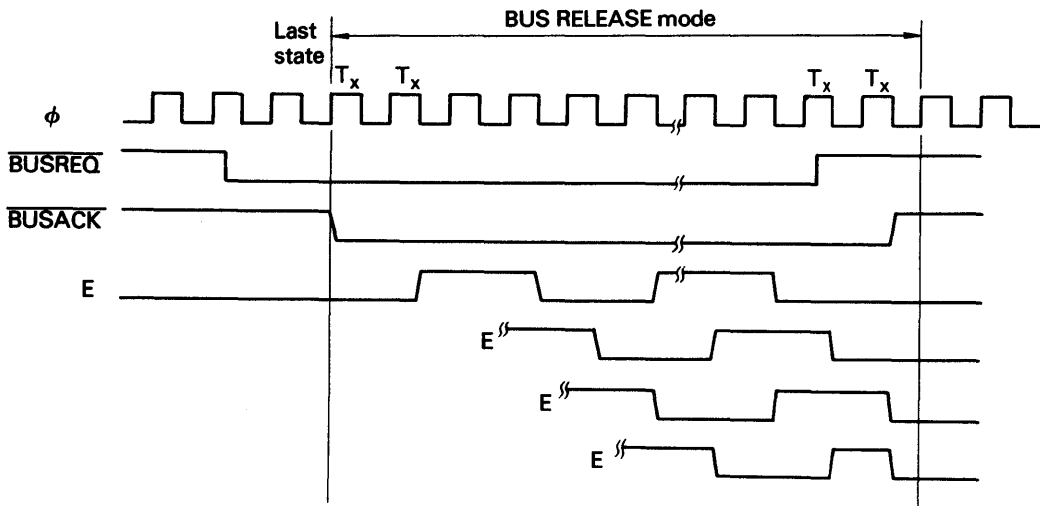 BUS RELEASE mode
Last
state
Tx Tx Tx Tx
ϕ
BUSREQ
BUSACK
E
E
E
E